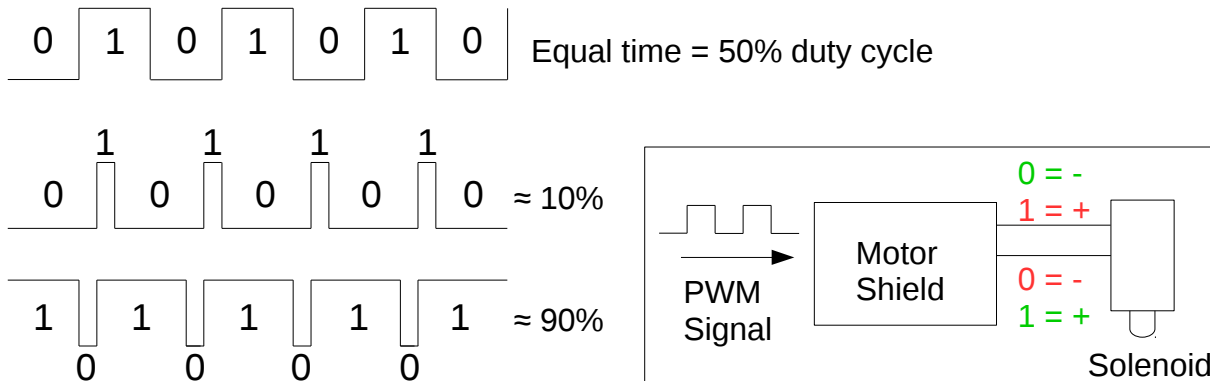 0 1 0 1 0 1 0
Equal time = 50% duty cycle
1 1 1 1
0 0 0 0 0
≈ 10%
1 1 1 1 1
≈ 90%
0 0 0 0
PWM
Signal
Motor
Shield
0 = -
1 = +
0 = -
1 = +
Solenoid